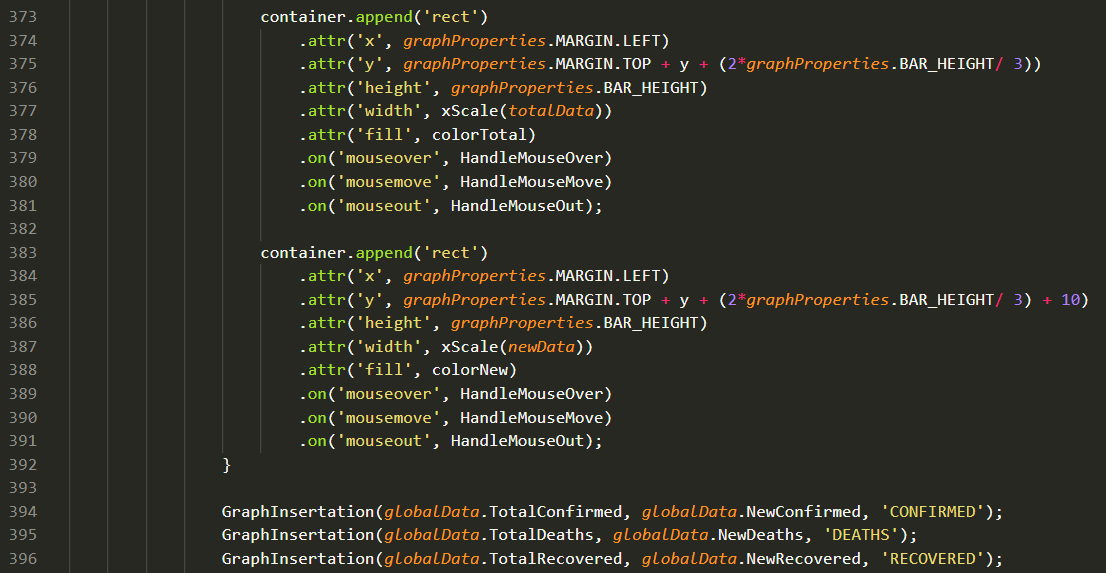 373 container.append('rect')
374 .attr('x', graphProperties.MARGIN.LEFT)
375 .attr('y', graphProperties.MARGIN.TOP + y + (2*graphProperties.BAR_HEIGHT/ 3))
376 .attr('height', graphProperties.BAR_HEIGHT)
377 .attr('width', xScale(totalData))
378 .attr('fill', colorTotal)
379 .on('mouseover', HandleMouseOver)
380 .on('mousemove', HandleMouseMove)
381 .on('mouseout', HandleMouseOut);
382
383 container.append('rect')
384 .attr('x', graphProperties.MARGIN.LEFT)
385 .attr('y', graphProperties.MARGIN.TOP + y + (2*graphProperties.BAR_HEIGHT/ 3) + 10)
386 .attr('height', graphProperties.BAR_HEIGHT)
387 .attr('width', xScale(newData))
388 .attr('fill', colorNew)
389 .on('mouseover', HandleMouseOver)
390 .on('mousemove', HandleMouseMove)
391 .on('mouseout', HandleMouseOut);
392 }
393
394 GraphInsertation(globalData.TotalConfirmed, globalData.NewConfirmed, 'CONFIRMED');
395 GraphInsertation(globalData.TotalDeaths, globalData.NewDeaths, 'DEATHS');
396 GraphInsertation(globalData.TotalRecovered, globalData.NewRecovered, 'RECOVERED');